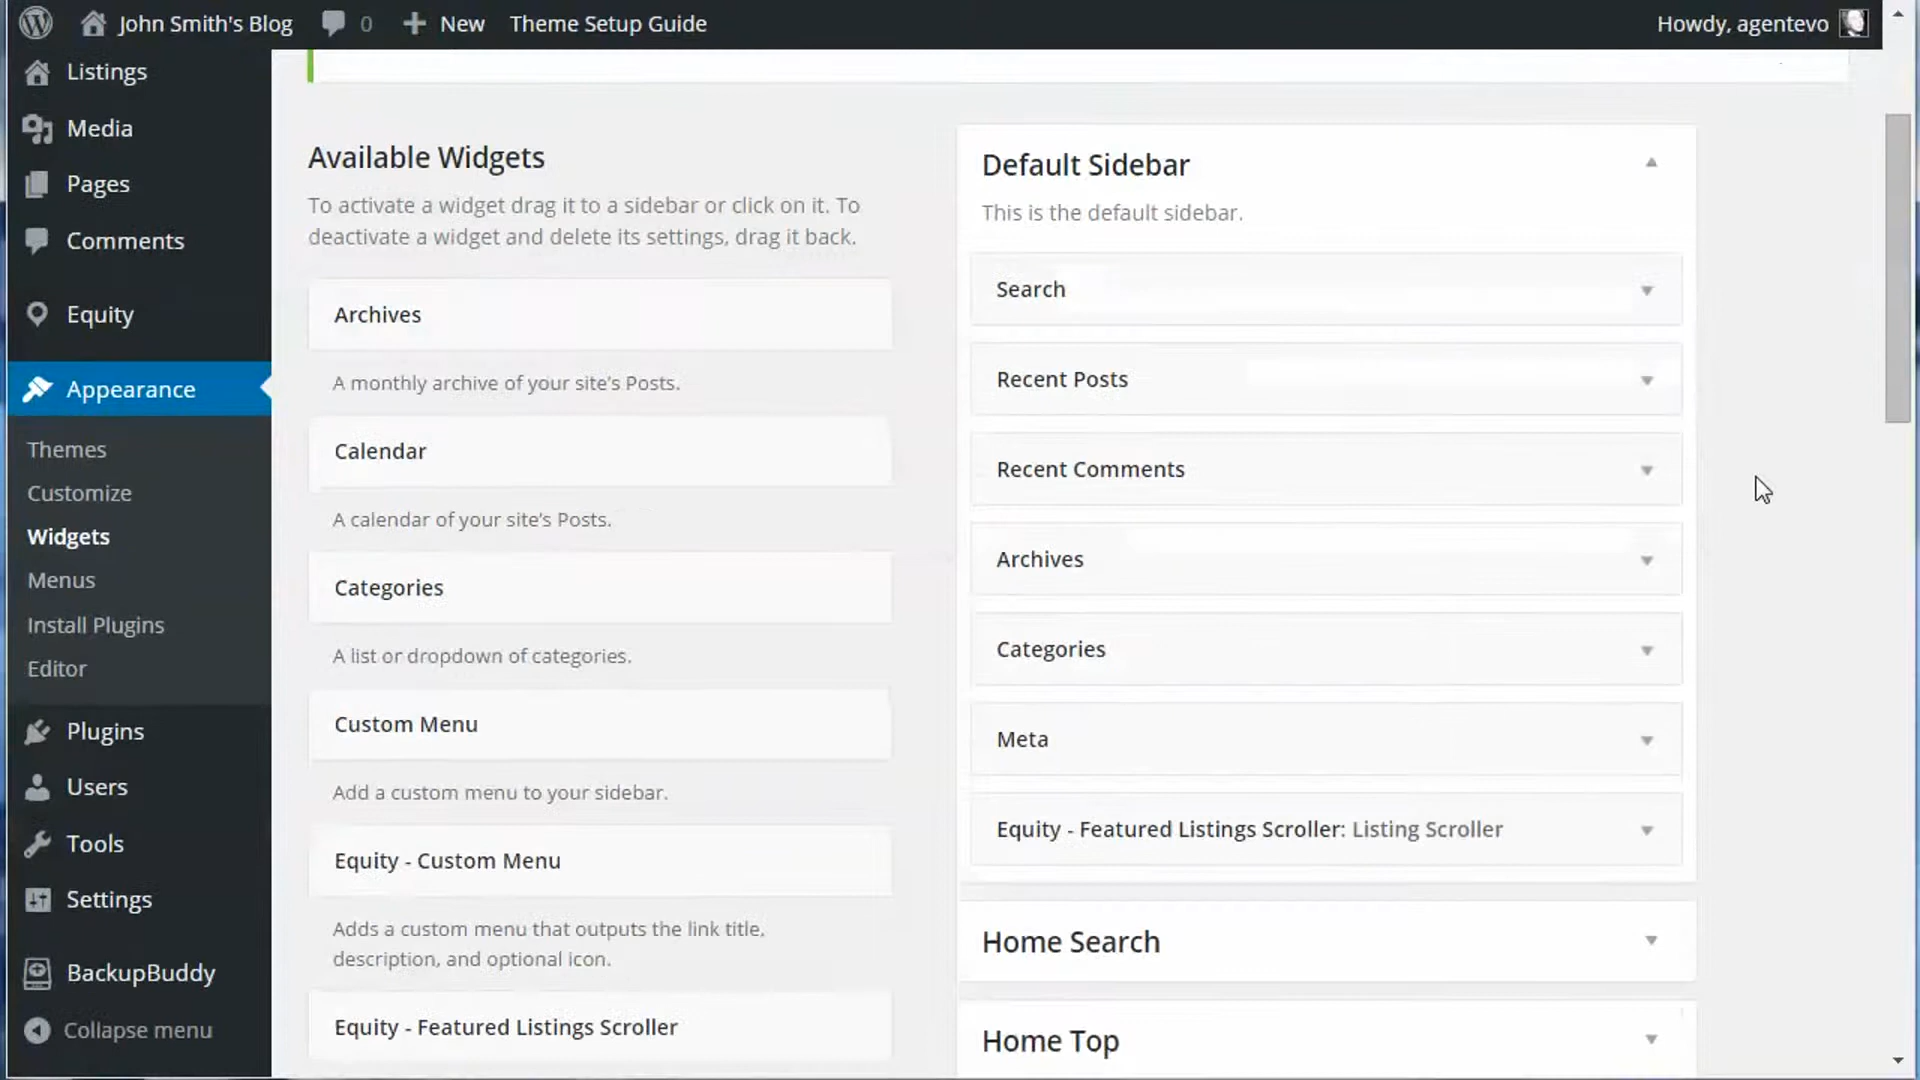 John Smith's Blog 0 New Theme Setup Guide Howdy, agentevo
Listings
Media
Pages
Comments
Equity
Appearance
Themes
Customize
Widgets
Menus
Install Plugins
Editor
Plugins
Users
Tools
Settings
BackupBuddy
Collapse menu
Available Widgets
To activate a widget drag it to a sidebar or click on it. To
deactivate a widget and delete its settings, drag it back.
Archives
A monthly archive of your site's Posts.
Calendar
A calendar of your site's Posts.
Categories
A list or dropdown of categories.
Custom Menu
Add a custom menu to your sidebar.
Equity - Custom Menu
Adds a custom menu that outputs the link title,
description, and optional icon.
Equity - Featured Listings Scroller
Default Sidebar
This is the default sidebar.
Search
Recent Posts
Recent Comments
Archives
Categories
Meta
Equity - Featured Listings Scroller: Listing Scroller
Home Search
Home Top